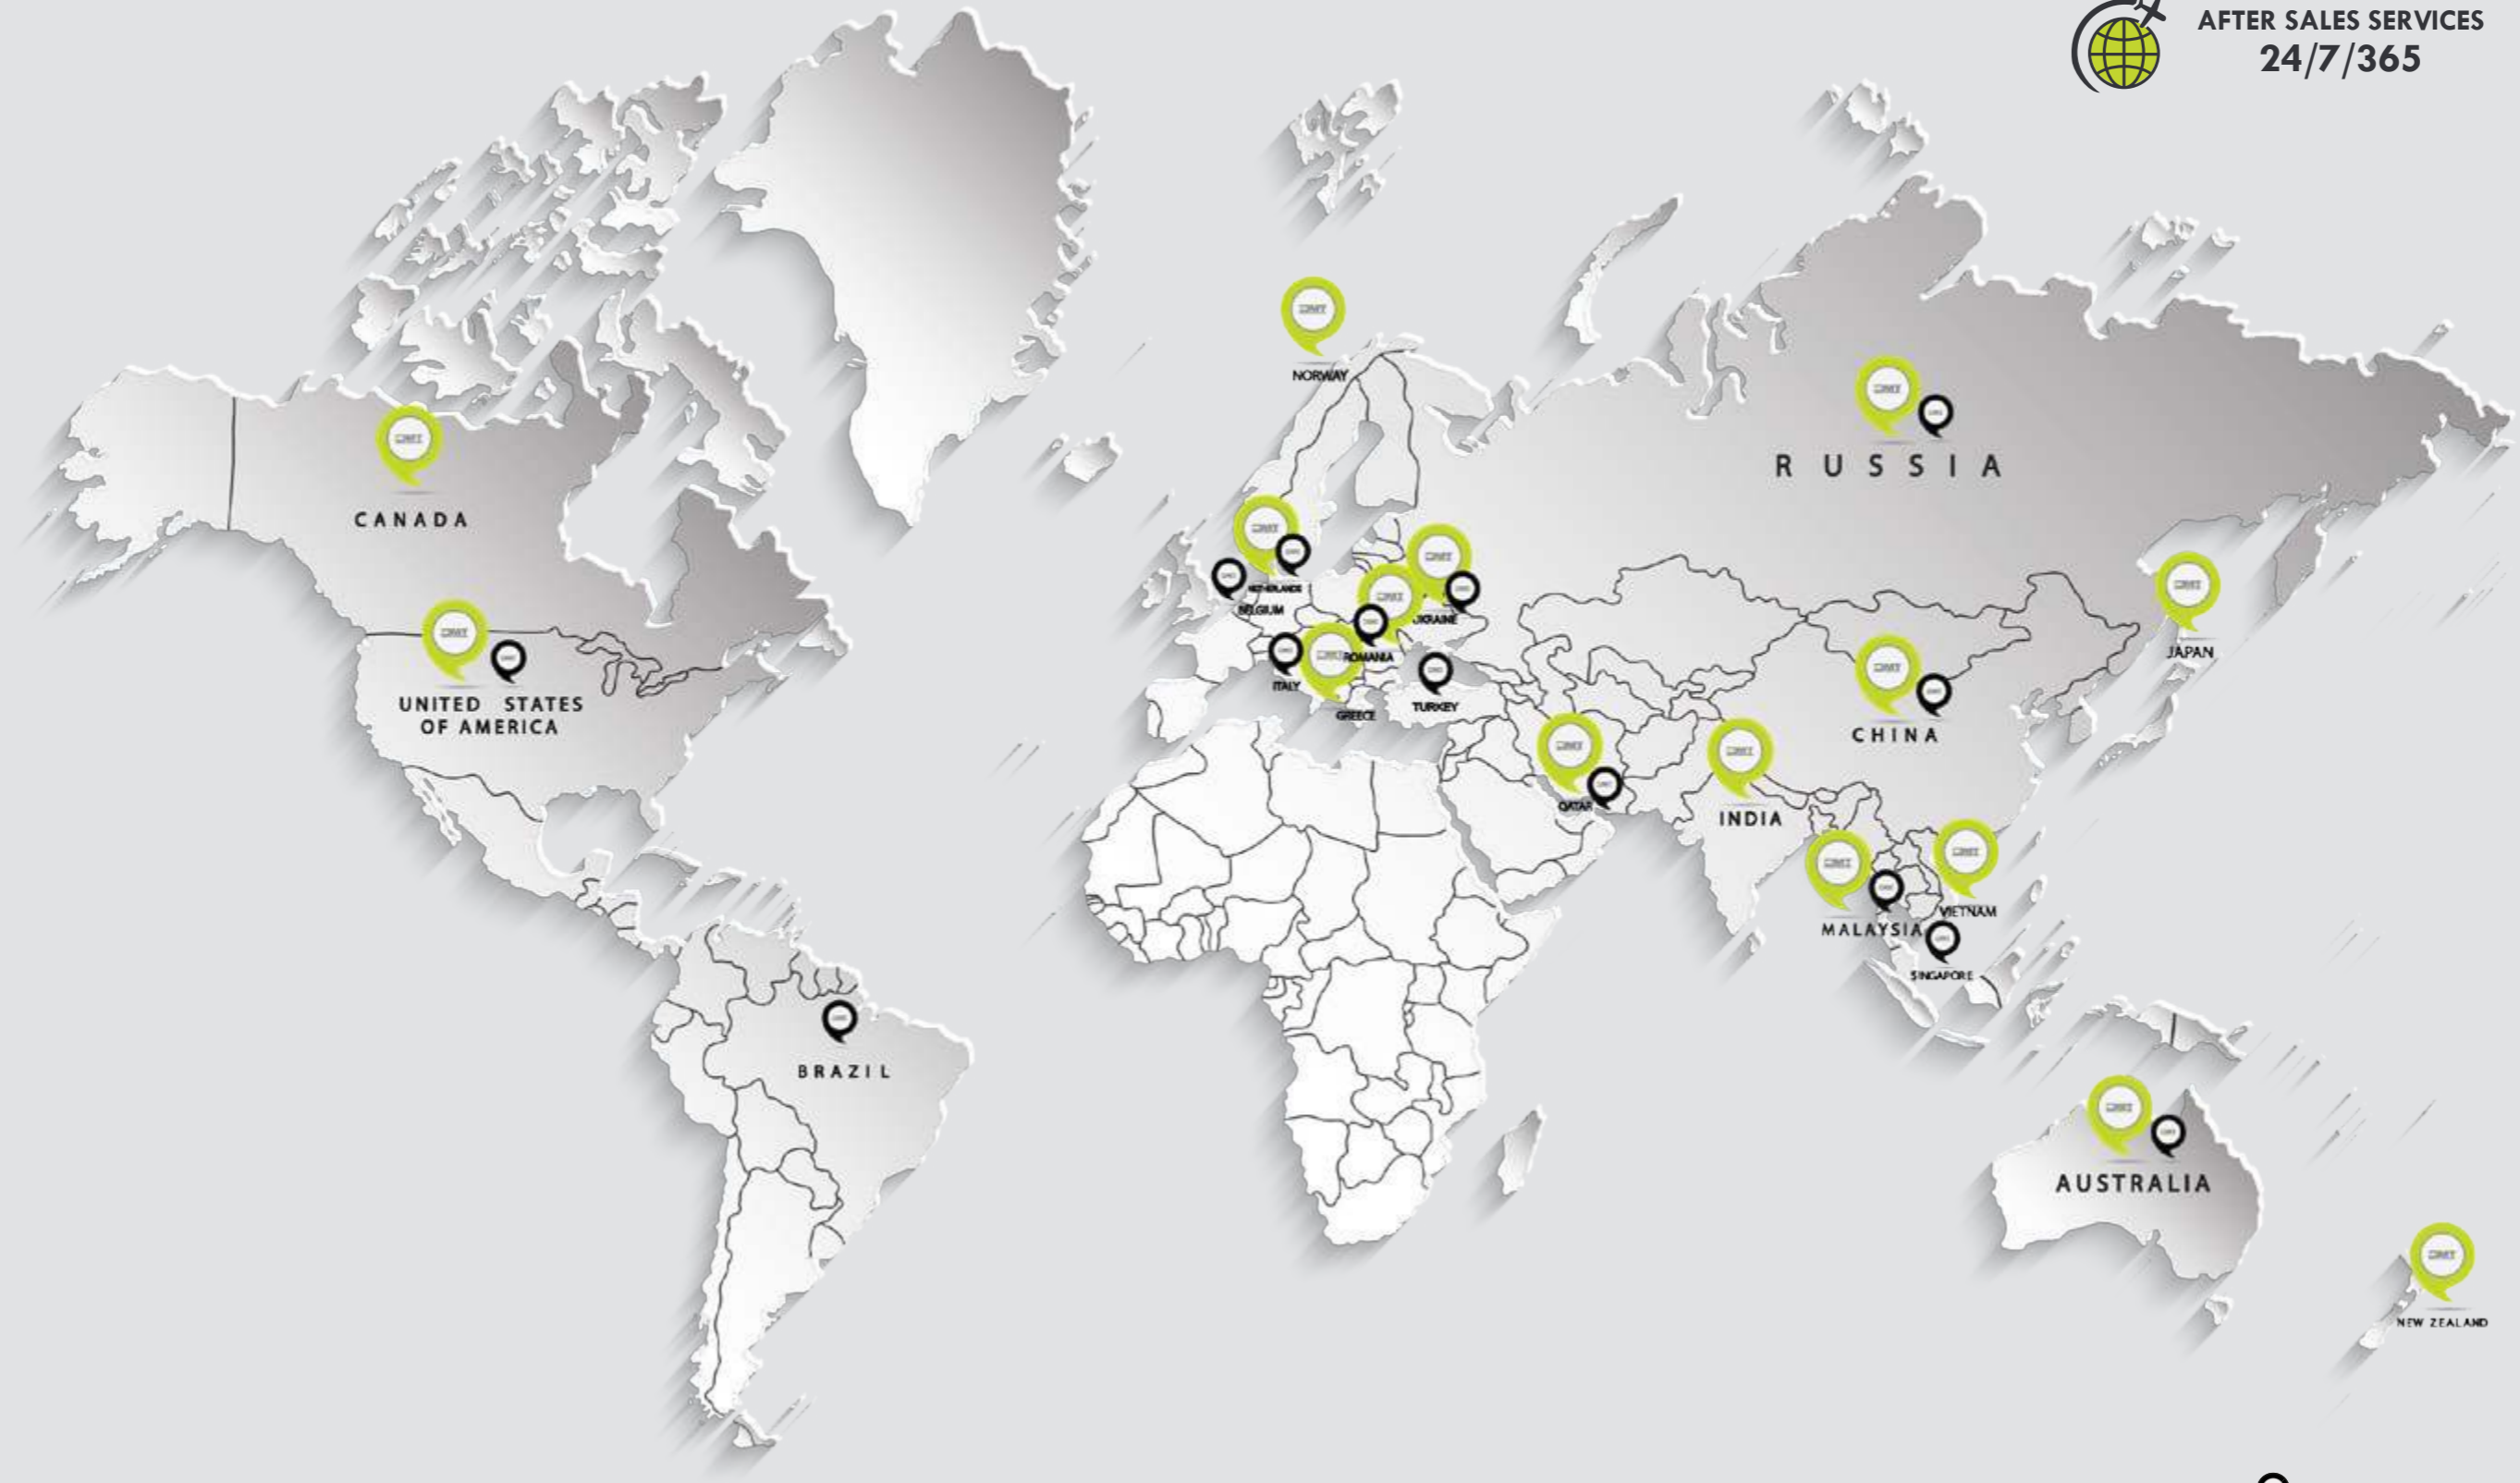 AFTER SALES SERVICES
24/7/365
NORWAY
RUSSIA
CANADA
NETHERLANDS
BELGIUM
UKRAINE
JAPAN
ROMANIA
ITALY
UNITED STATES
OF AMERICA
TURKEY
GREECE
CHINA
QATAR
INDIA
VIETNAM
MALAYSIA
SINGAPORE
BRAZIL
AUSTRALIA
NEW ZEALAND